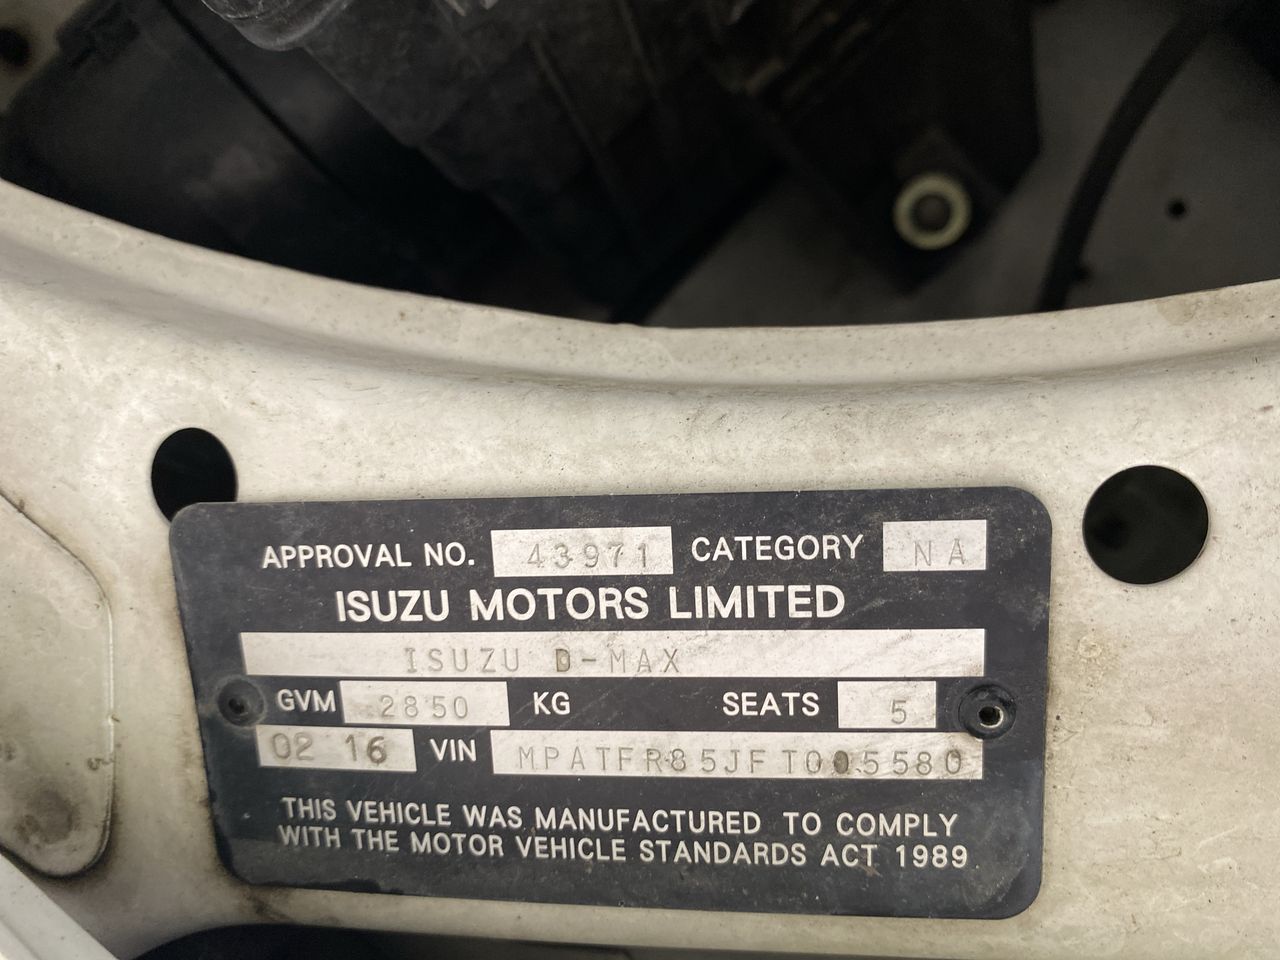 APPROVAL NO. 43971 CATEGORY NA
ISUZU MOTORS LIMITED
ISUZU D-MAX
GVM 2850 KG SEATS 5
02 16 VIN MPATFR85JFT005580
THIS VEHICLE WAS MANUFACTURED TO COMPLY
WITH THE MOTOR VEHICLE STANDARDS ACT 1989